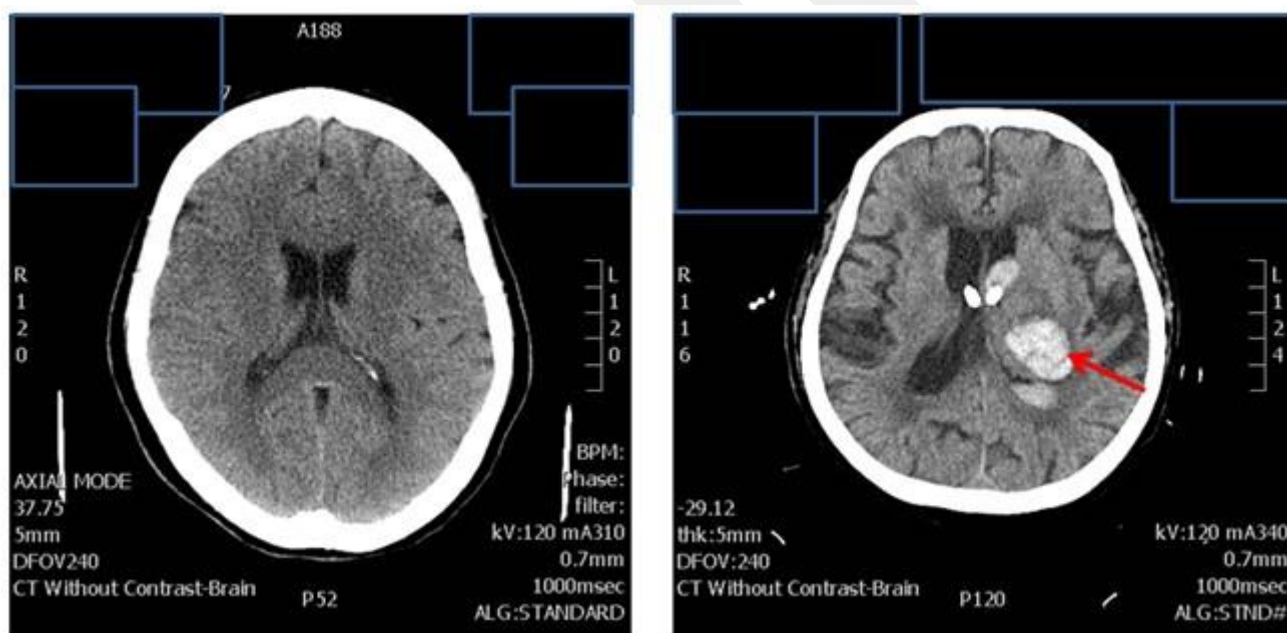 A188
7
R
1
2
0
L
1
2
0
AXIAL MODE
37.75
5mm
DFOV240
CT Without Contrast-Brain
P52
BPM:
Phase:
filter:
kV:120 mA310
0.7mm
1000msec
ALG:STANDARD
R
1
1
6
L
1
2
4
-29.12
thk:5mm
DFOV:240
CT Without Contrast-Brain
P120
kV:120 mA340
0.7mm
1000msec
ALG:STND#